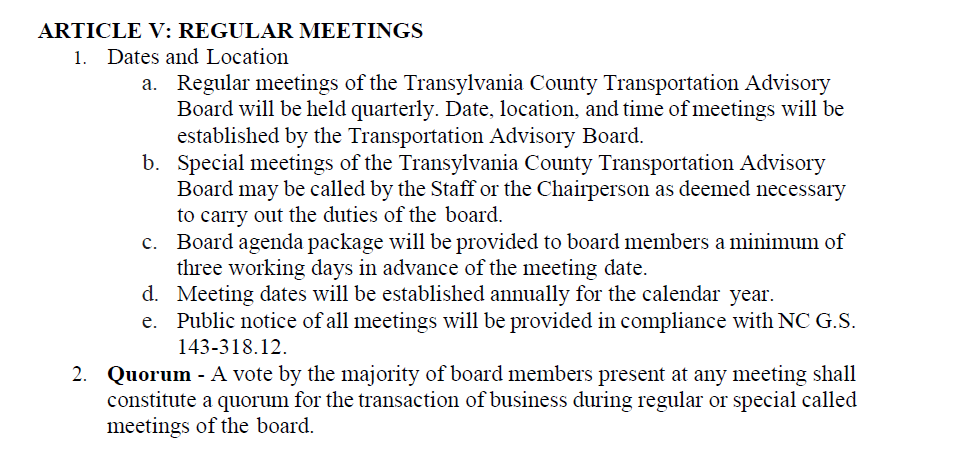 ARTICLE V: REGULAR MEETINGS
1. Dates and Location
a. Regular meetings of the Transylvania County Transportation Advisory
Board will be held quarterly. Date, location, and time of meetings will be
established by the Transportation Advisory Board.
b. Special meetings of the Transylvania County Transportation Advisory
Board may be called by the Staff or the Chairperson as deemed necessary
to carry out the duties of the board.
c. Board agenda package will be provided to board members a minimum of
three working days in advance of the meeting date.
d. Meeting dates will be established annually for the calendar year.
e. Public notice of all meetings will be provided in compliance with NC G.S.
143-318.12.
2. Quorum - A vote by the majority of board members present at any meeting shall
constitute a quorum for the transaction of business during regular or special called
meetings of the board.